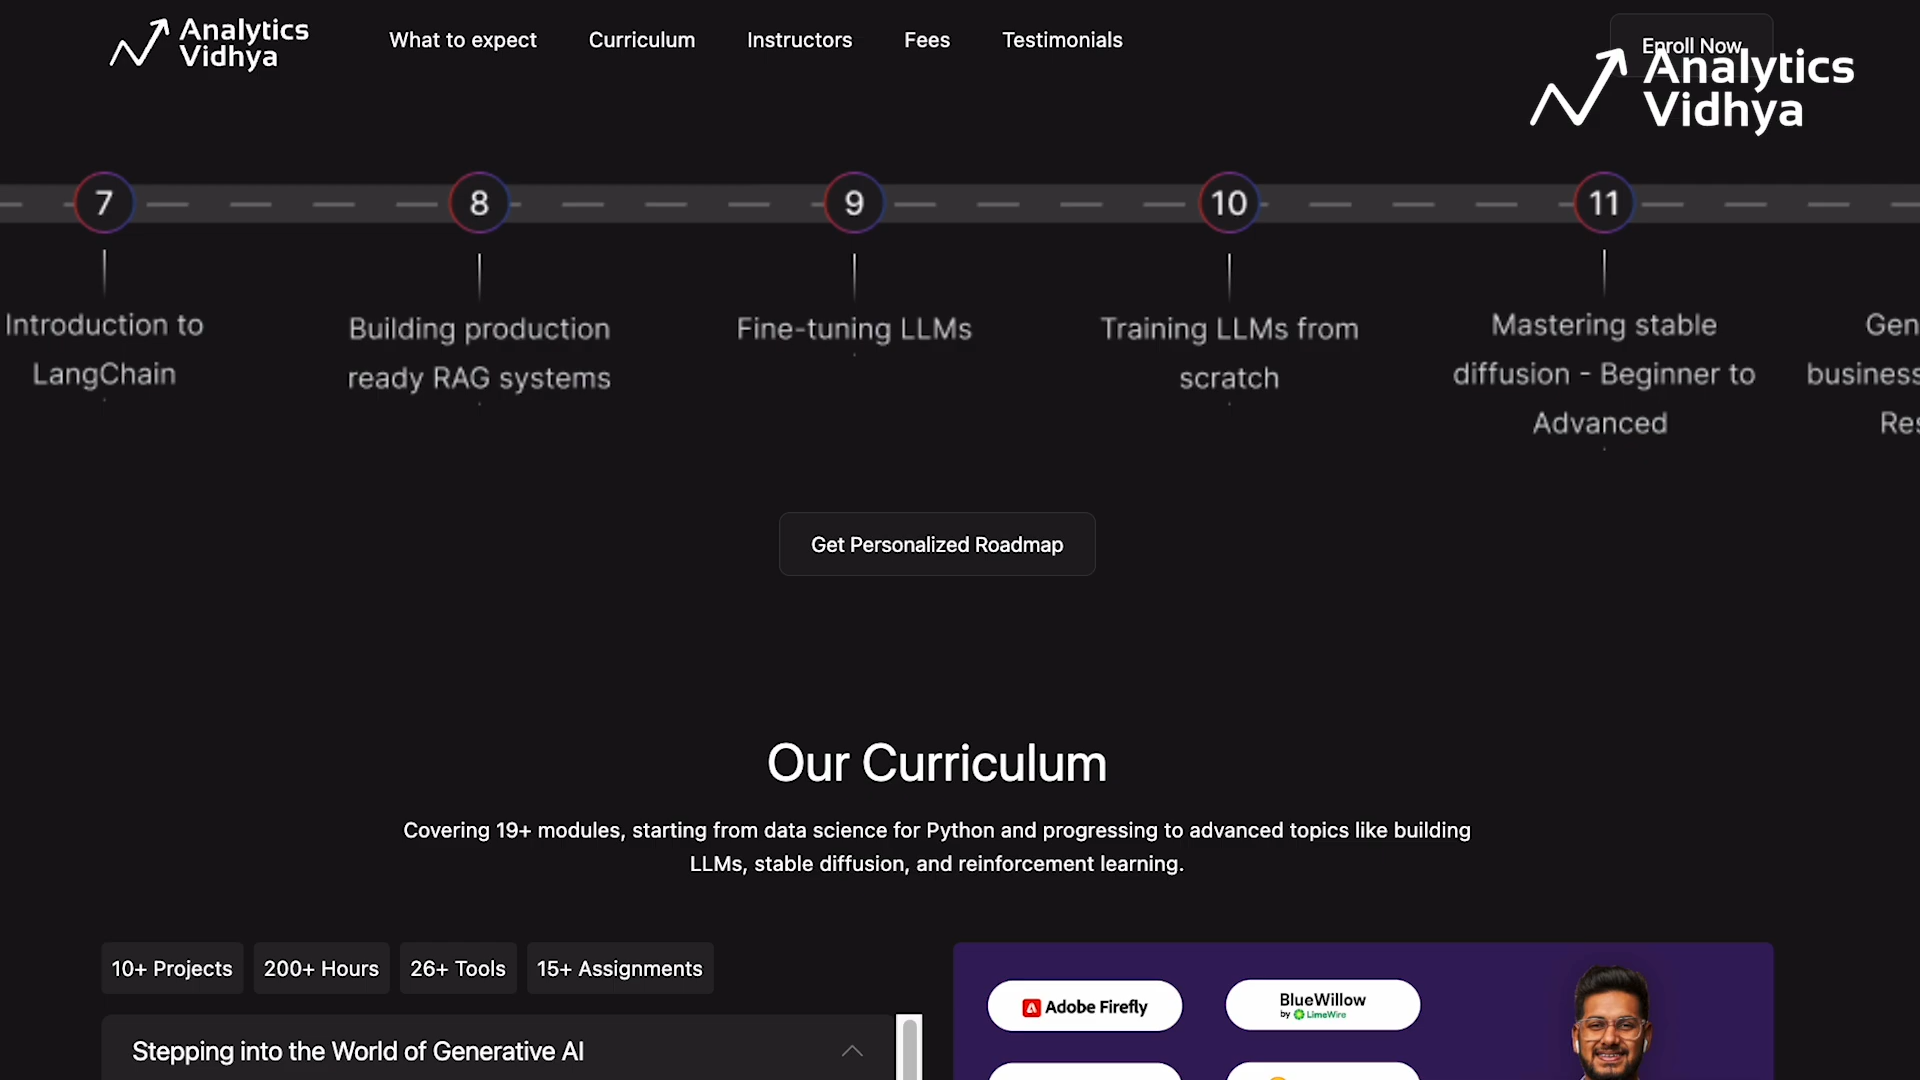 Analytics
Vidhya
What to expect
Curriculum
Instructors
Fees
Testimonials
Enroll Now
Analytics
Vidhya
7
8
9
10
11
Introduction to
LangChain
Building production
ready RAG systems
Fine-tuning LLMs
Training LLMs from
scratch
Mastering stable
diffusion - Beginner to
Advanced
Gen
business
Res
Get Personalized Roadmap
Our Curriculum
Covering 19+ modules, starting from data science for Python and progressing to advanced topics like building
LLMs, stable diffusion, and reinforcement learning.
10+ Projects
200+ Hours
26+ Tools
15+ Assignments
Adobe Firefly
BlueWillow
by LimeWire
Stepping into the World of Generative AI